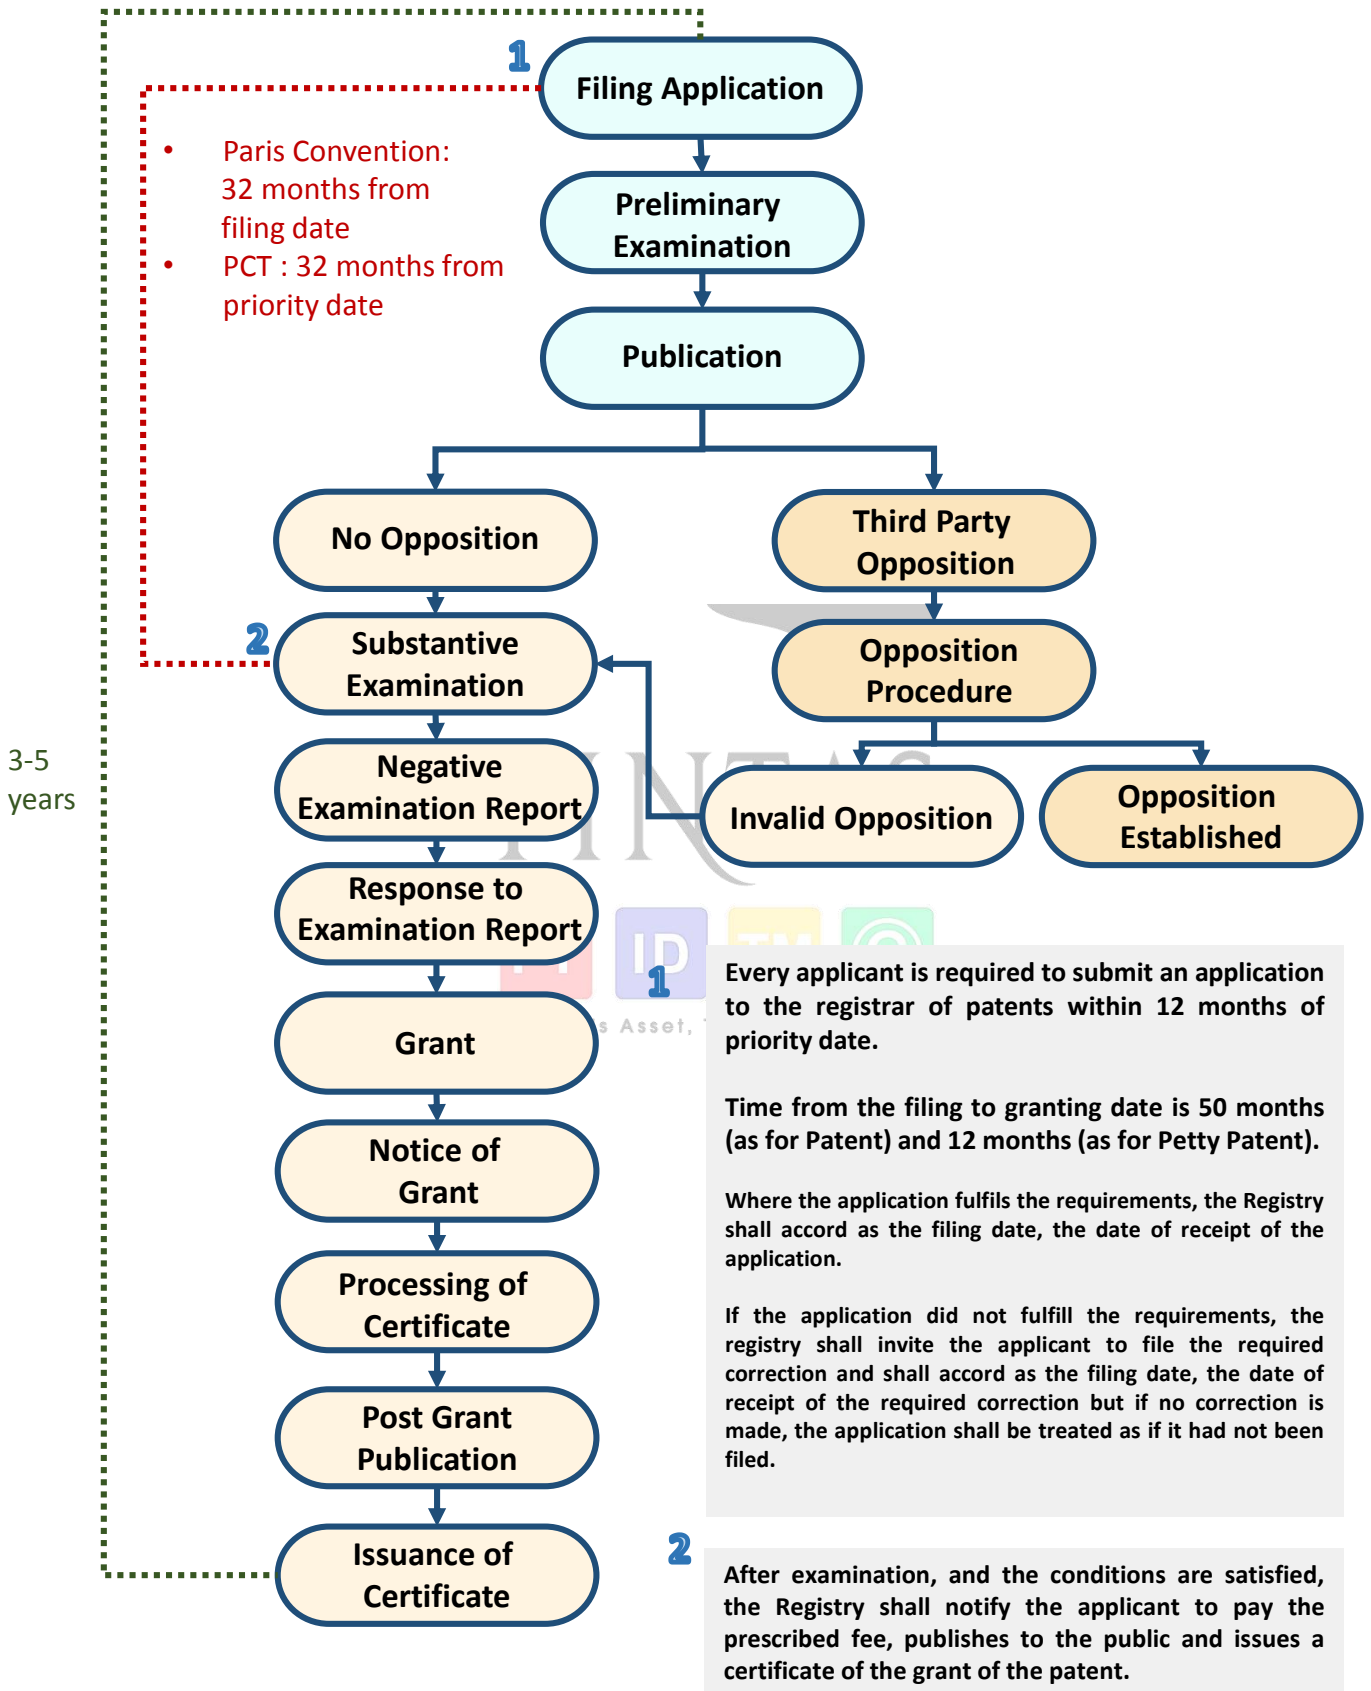 1
Filing Application
• Paris Convention:
32 months from
filing date
• PCT : 32 months from
priority date
Preliminary
Examination
Publication
No Opposition
Third Party
Opposition
2
Substantive
Examination
Opposition
Procedure
3-5
years
Negative
Examination Report
Invalid Opposition
Opposition
Established
Response to
Examination Report
ID
TM
Grant
s Asset,
Notice of
Grant
Processing of
Certificate
Post Grant
Publication
Issuance of
Certificate
1
Every applicant is required to submit an application
to the registrar of patents within 12 months of
priority date.
Time from the filing to granting date is 50 months
(as for Patent) and 12 months (as for Petty Patent).
Where the application fulfils the requirements, the Registry
shall accord as the filing date, the date of receipt of the
application.
If the application did not fulfill the requirements, the
registry shall invite the applicant to file the required
correction and shall accord as the filing date, the date of
receipt of the required correction but if no correction is
made, the application shall be treated as if it had not been
filed.
2
After examination, and the conditions are satisfied,
the Registry shall notify the applicant to pay the
prescribed fee, publishes to the public and issues a
certificate of the grant of the patent.